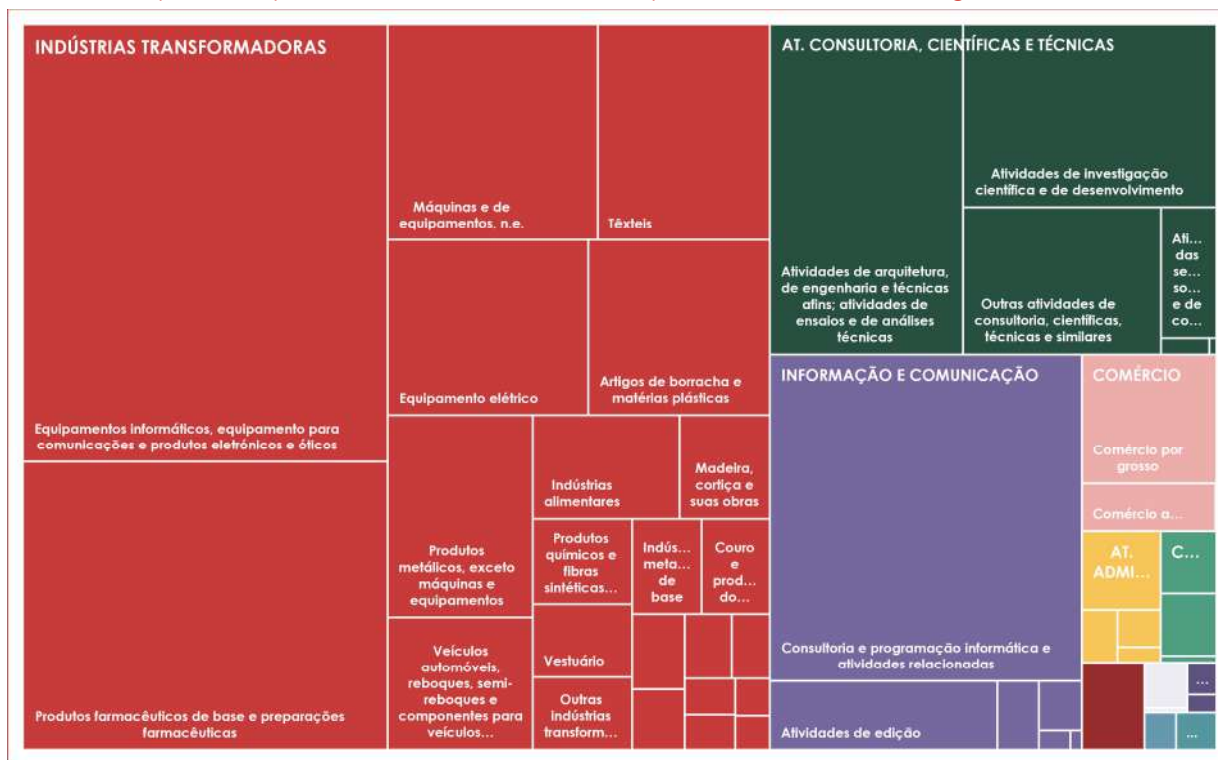 INDÚSTRIAS TRANSFORMADORAS
Equipamentos informáticos, equipamento para
comunicações e produtos eletrónicos e óticos
Produtos farmacêuticos de base e preparações
farmacêuticas
Máquinas e de
equipamentos. n.e.
Têxteis
Equipamento elétrico
Artigos de borracha e
matérias plásticas
Produtos
metálicos, exceto
máquinas e
equipamentos
Indústrias
alimentares
Madeira,
cortiça e
suas obras
Produtos
químicos e
fibras
sintéticas...
Indús...
meta...
de
base
Couro
e
prod...
do...
Veículos
automóveis,
reboques, semi-
reboques e
componentes para
veículos...
Vestuário
Outras
indústrias
transform...
AT. CONSULTORIA, CIENTÍFICAS E TÉCNICAS
Atividades de arquitetura,
de engenharia e técnicas
afins; atividades de
ensaios e de análises
técnicas
Atividades de investigação
científica e de desenvolvimento
Outras atividades de
consultoria, científicas,
técnicas e similares
Ati...
das
se...
so...
e de
co...
INFORMAÇÃO E COMUNICAÇÃO
Consultoria e programação informática e
atividades relacionadas
Atividades de edição
COMÉRCIO
Comércio por
grosso
Comércio a...
AT.
ADMI...
C...
...
...